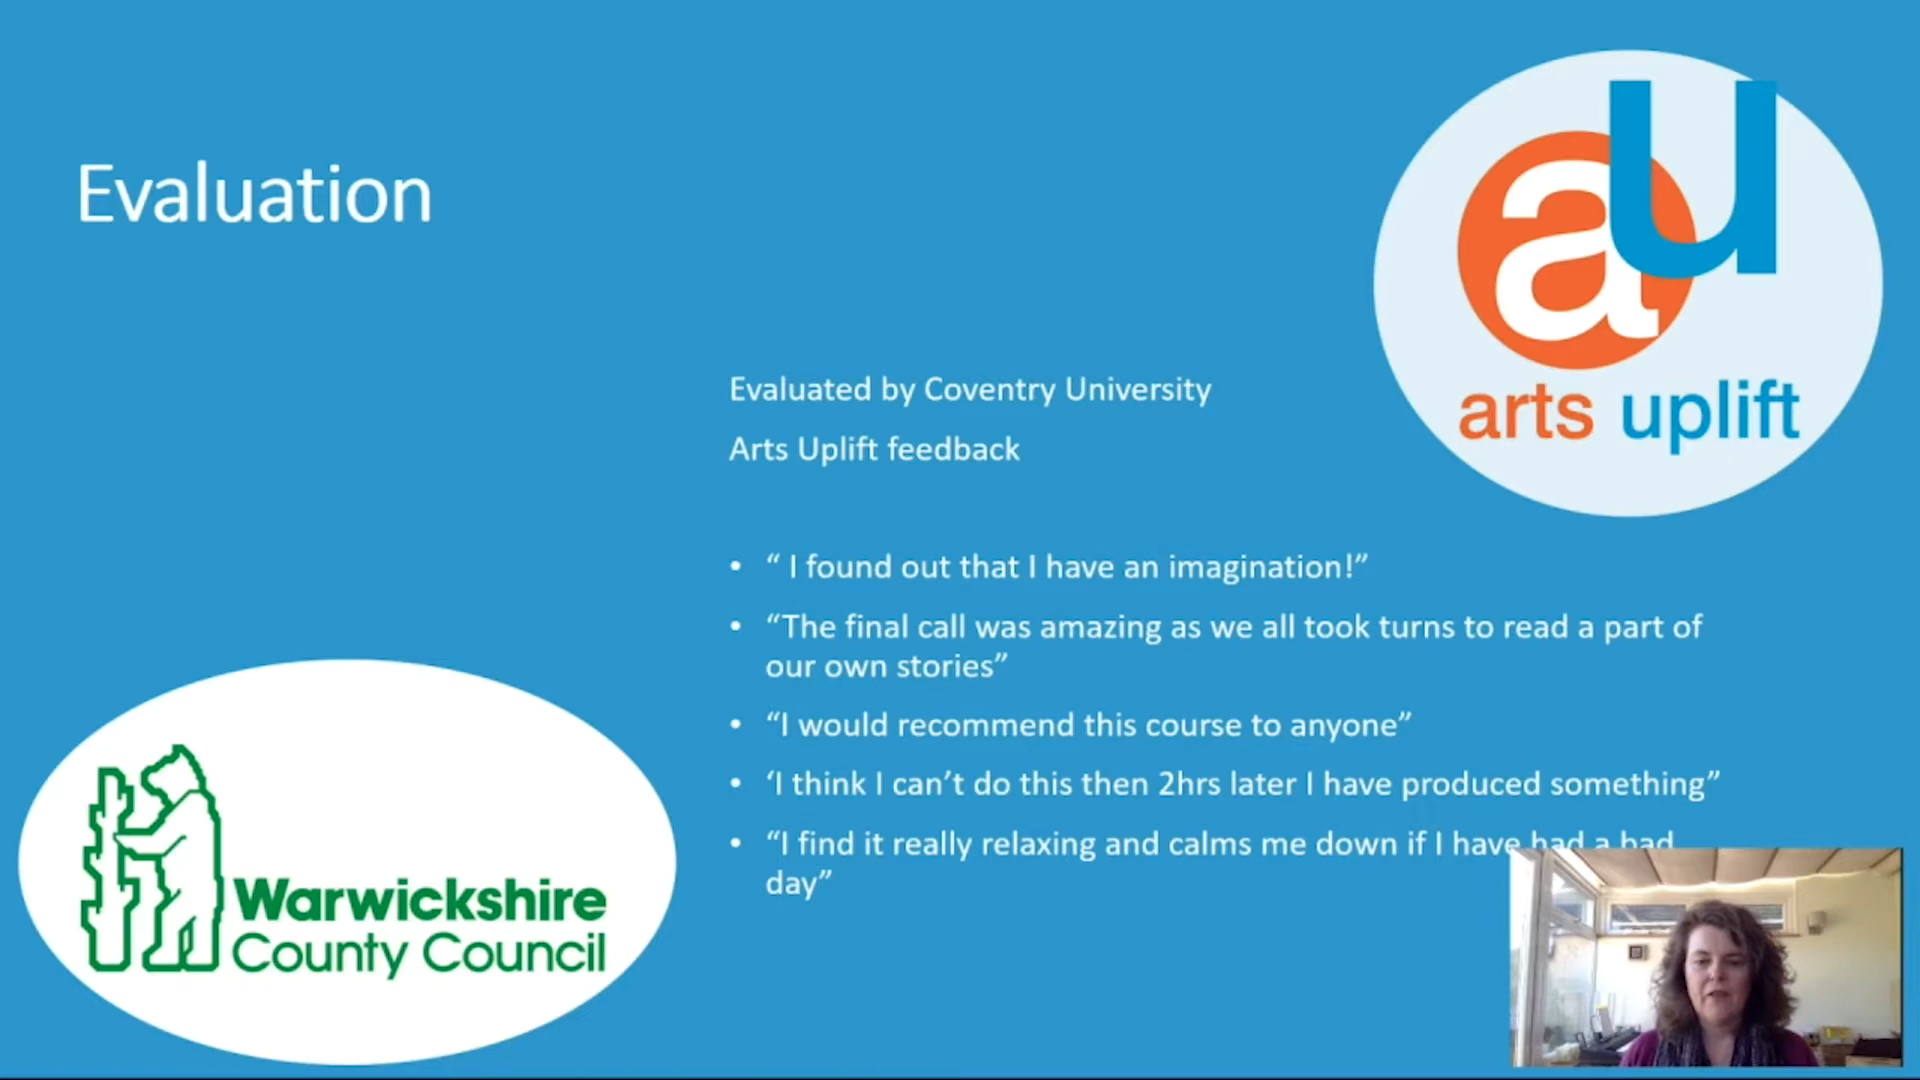 Evaluation
au
arts uplift
Evaluated by Coventry University
Arts Uplift feedback
• “ I found out that I have an imagination!”
• “The final call was amazing as we all took turns to read a part of
our own stories”
• “I would recommend this course to anyone”
• ‘I think I can’t do this then 2hrs later I have produced something”
• “I find it really relaxing and calms me down if I have had a bad
day”
Warwickshire
County Council